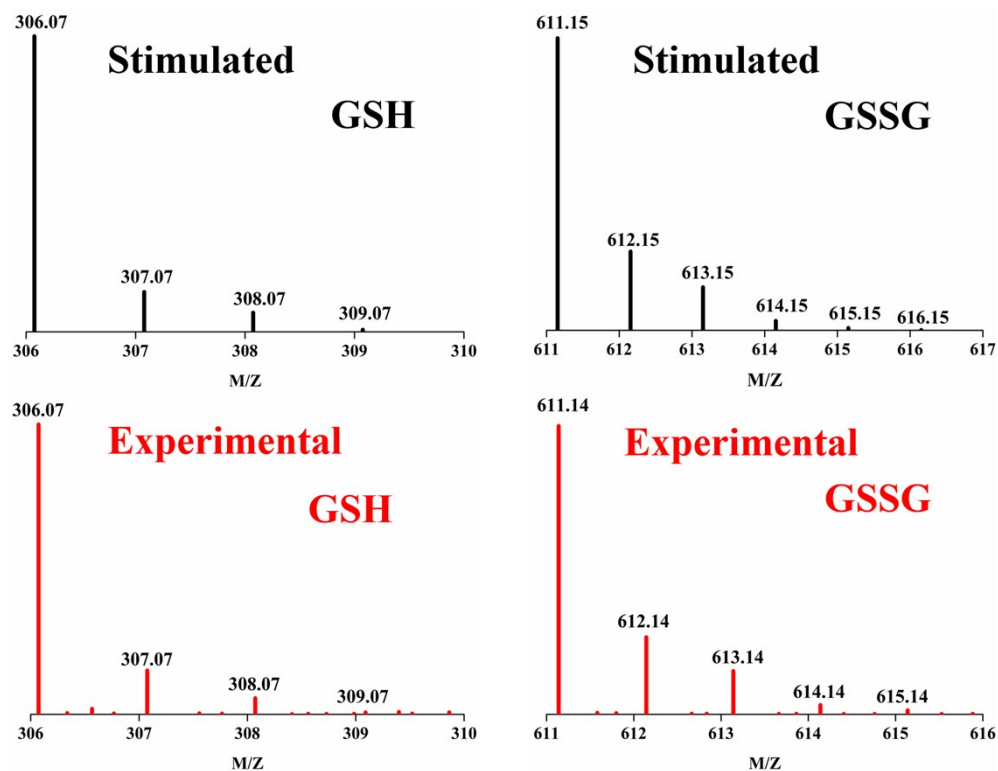 306.07
Stimulated
GSH
307.07
308.07
309.07
306 307 308 309 310
M/Z
611.15
Stimulated
GSSG
612.15
613.15
614.15
615.15
616.15
611 612 613 614 615 616 617
M/Z
306.07
Experimental
GSH
307.07
308.07
309.07
306 307 308 309 310
M/Z
611.14
Experimental
GSSG
612.14
613.14
614.14
615.14
611 612 613 614 615 616
M/Z